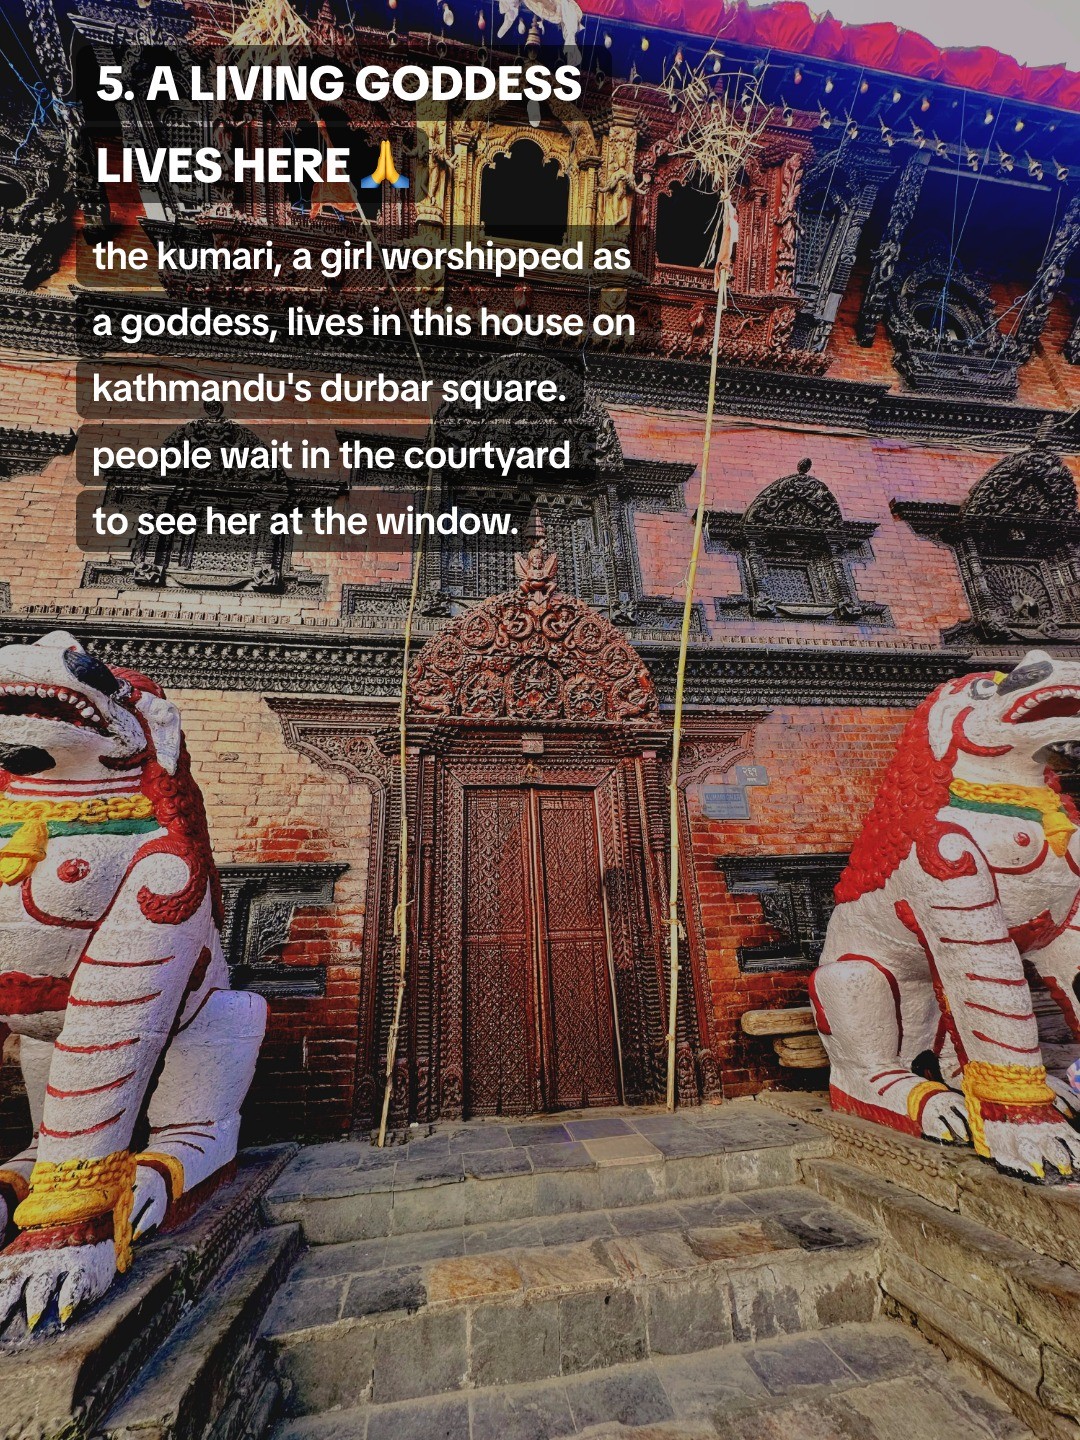 5. A LIVING GODDESS
LIVES HERE 🙏
the kumari, a girl worshipped as
a goddess, lives in this house on
kathmandu's durbar square.
people wait in the courtyard
to see her at the window.